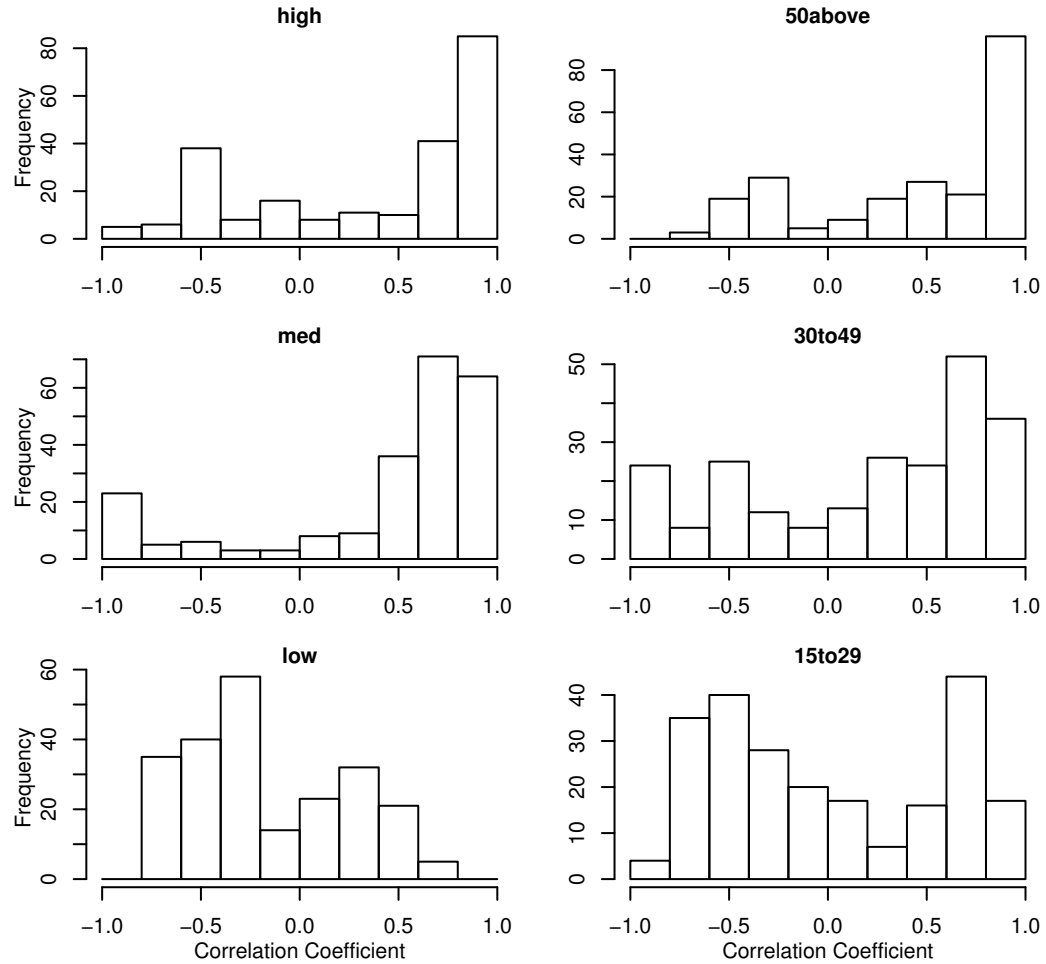 high
Frequency
0 20 40 60 80
−1.0 −0.5 0.0 0.5 1.0
50above
0 20 40 60 80
−1.0 −0.5 0.0 0.5 1.0
med
Frequency
0 20 40 60
−1.0 −0.5 0.0 0.5 1.0
30to49
0 10 30 50
−1.0 −0.5 0.0 0.5 1.0
low
Frequency
0 20 40 60
−1.0 −0.5 0.0 0.5 1.0
Correlation Coefficient
15to29
0 10 20 30 40
−1.0 −0.5 0.0 0.5 1.0
Correlation Coefficient